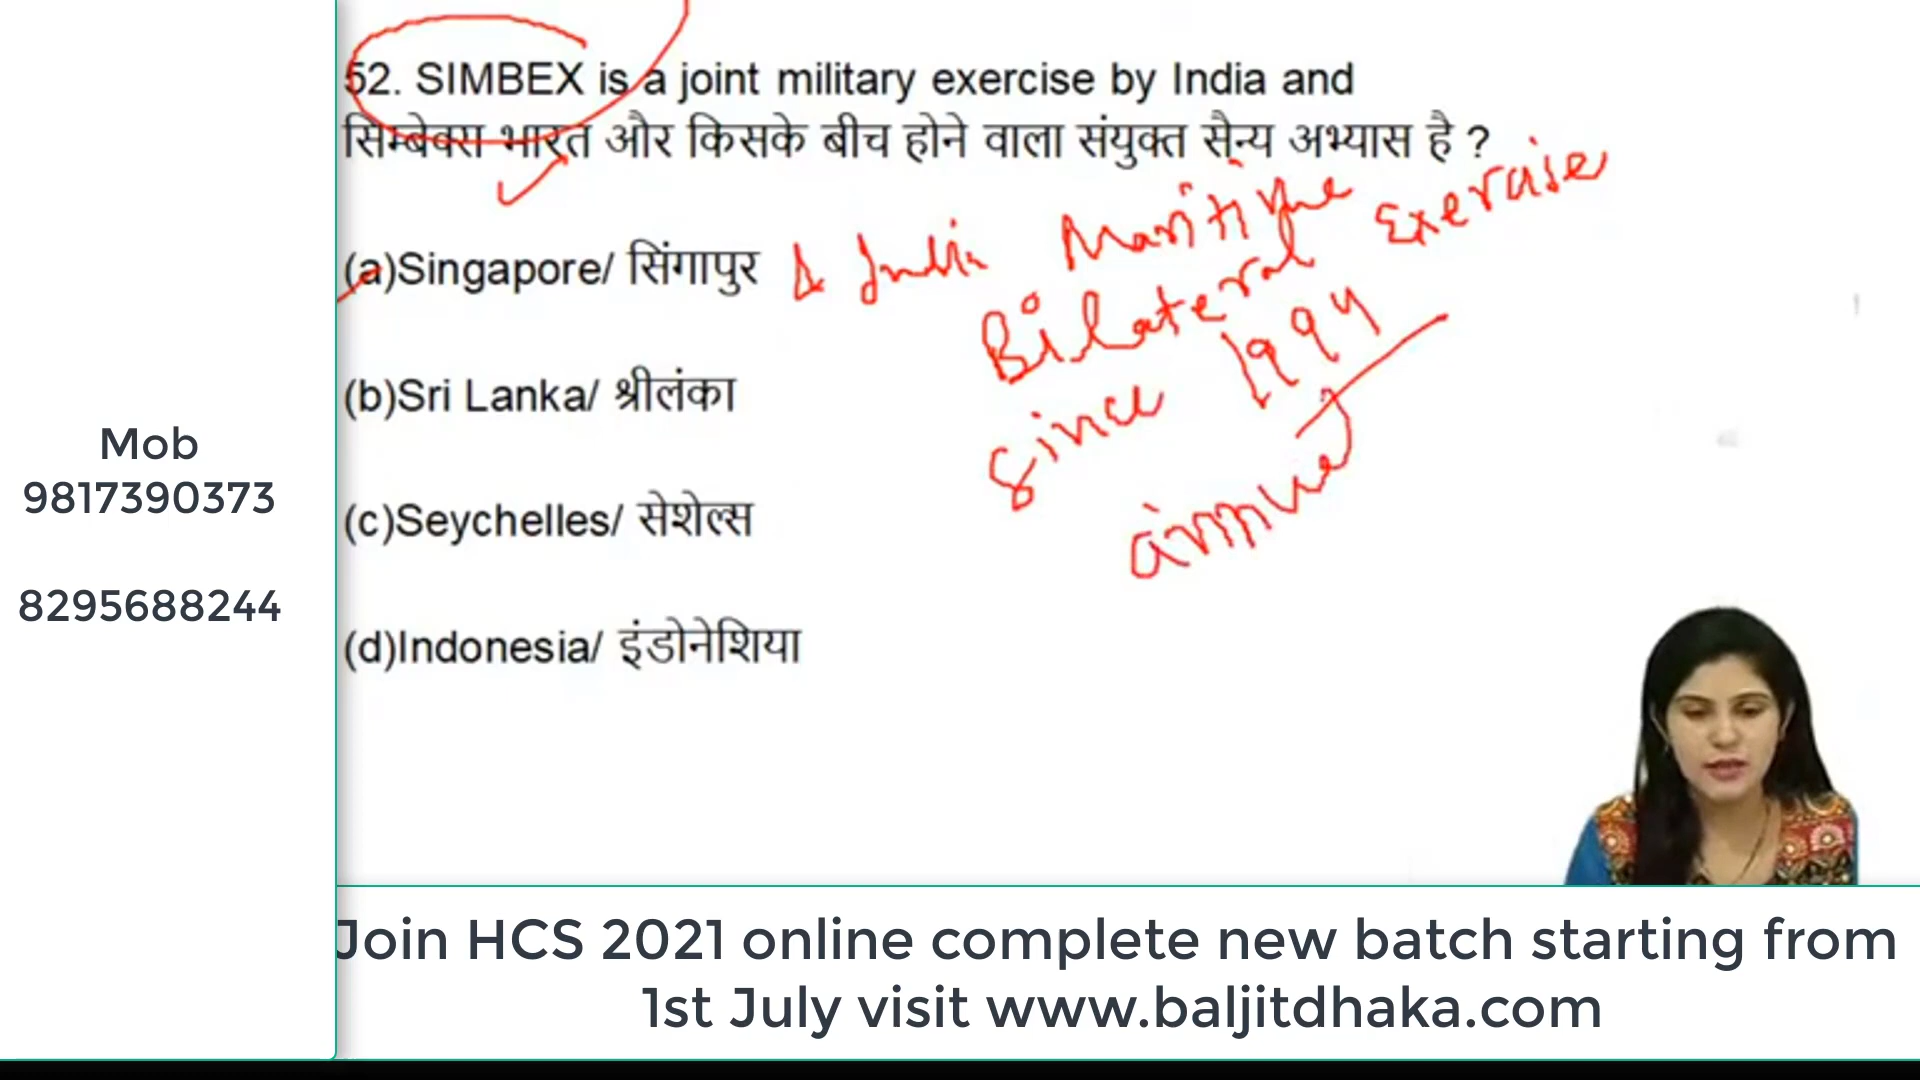 52. SIMBEX is a joint military exercise by India and
सिम्बेक्स भारत और किसके बीच होने वाला संयुक्त सैन्य अभ्यास है ?
(a)Singapore/ सिंगापुर & India Maritime
Bilateral Exercise
since 1994
annual
(b)Sri Lanka/ श्रीलंका
(c)Seychelles/ सेशेल्स
(d)Indonesia/ इंडोनेशिया
Mob
9817390373
8295688244
Join HCS 2021 online complete new batch starting from
1st July visit www.baljitdhaka.com